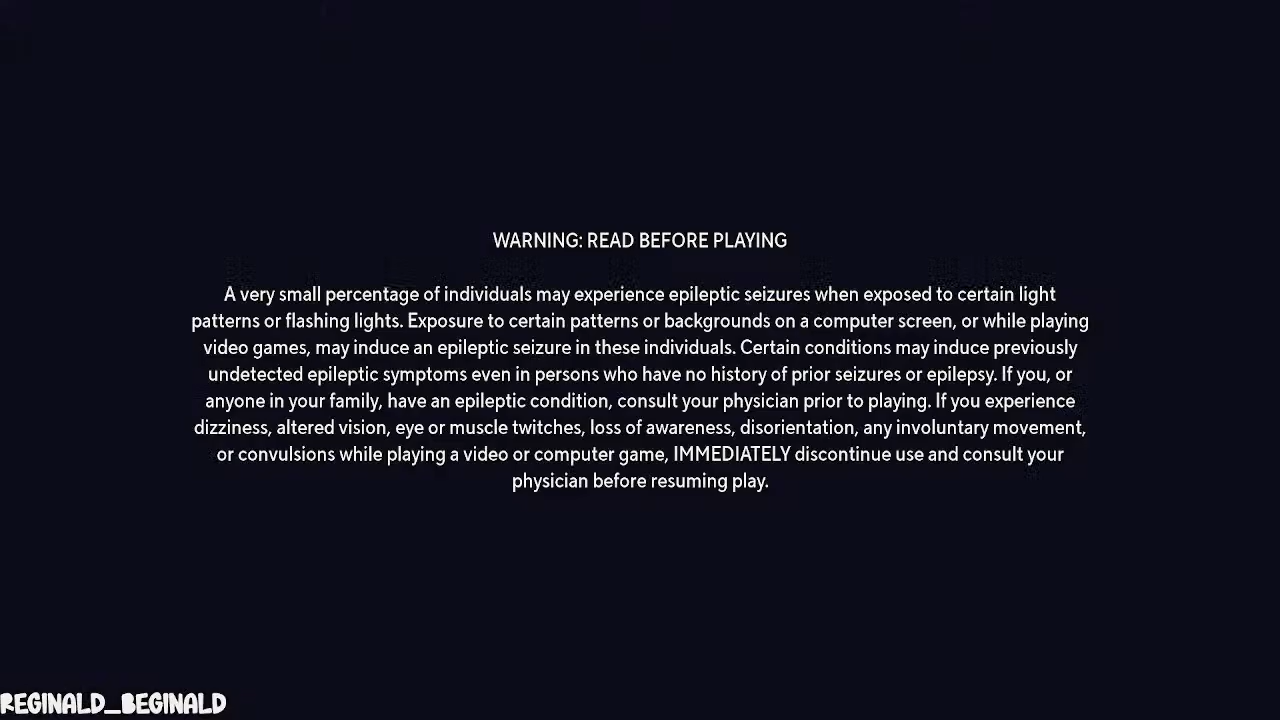 WARNING: READ BEFORE PLAYING
A very small percentage of individuals may experience epileptic seizures when exposed to certain light
patterns or flashing lights. Exposure to certain patterns or backgrounds on a computer screen, or while playing
video games, may induce an epileptic seizure in these individuals. Certain conditions may induce previously
undetected epileptic symptoms even in persons who have no history of prior seizures or epilepsy. If you, or
anyone in your family, have an epileptic condition, consult your physician prior to playing. If you experience
dizziness, altered vision, eye or muscle twitches, loss of awareness, disorientation, any involuntary movement,
or convulsions while playing a video or computer game, IMMEDIATELY discontinue use and consult your
physician before resuming play.
REGINALD_BEGINALD